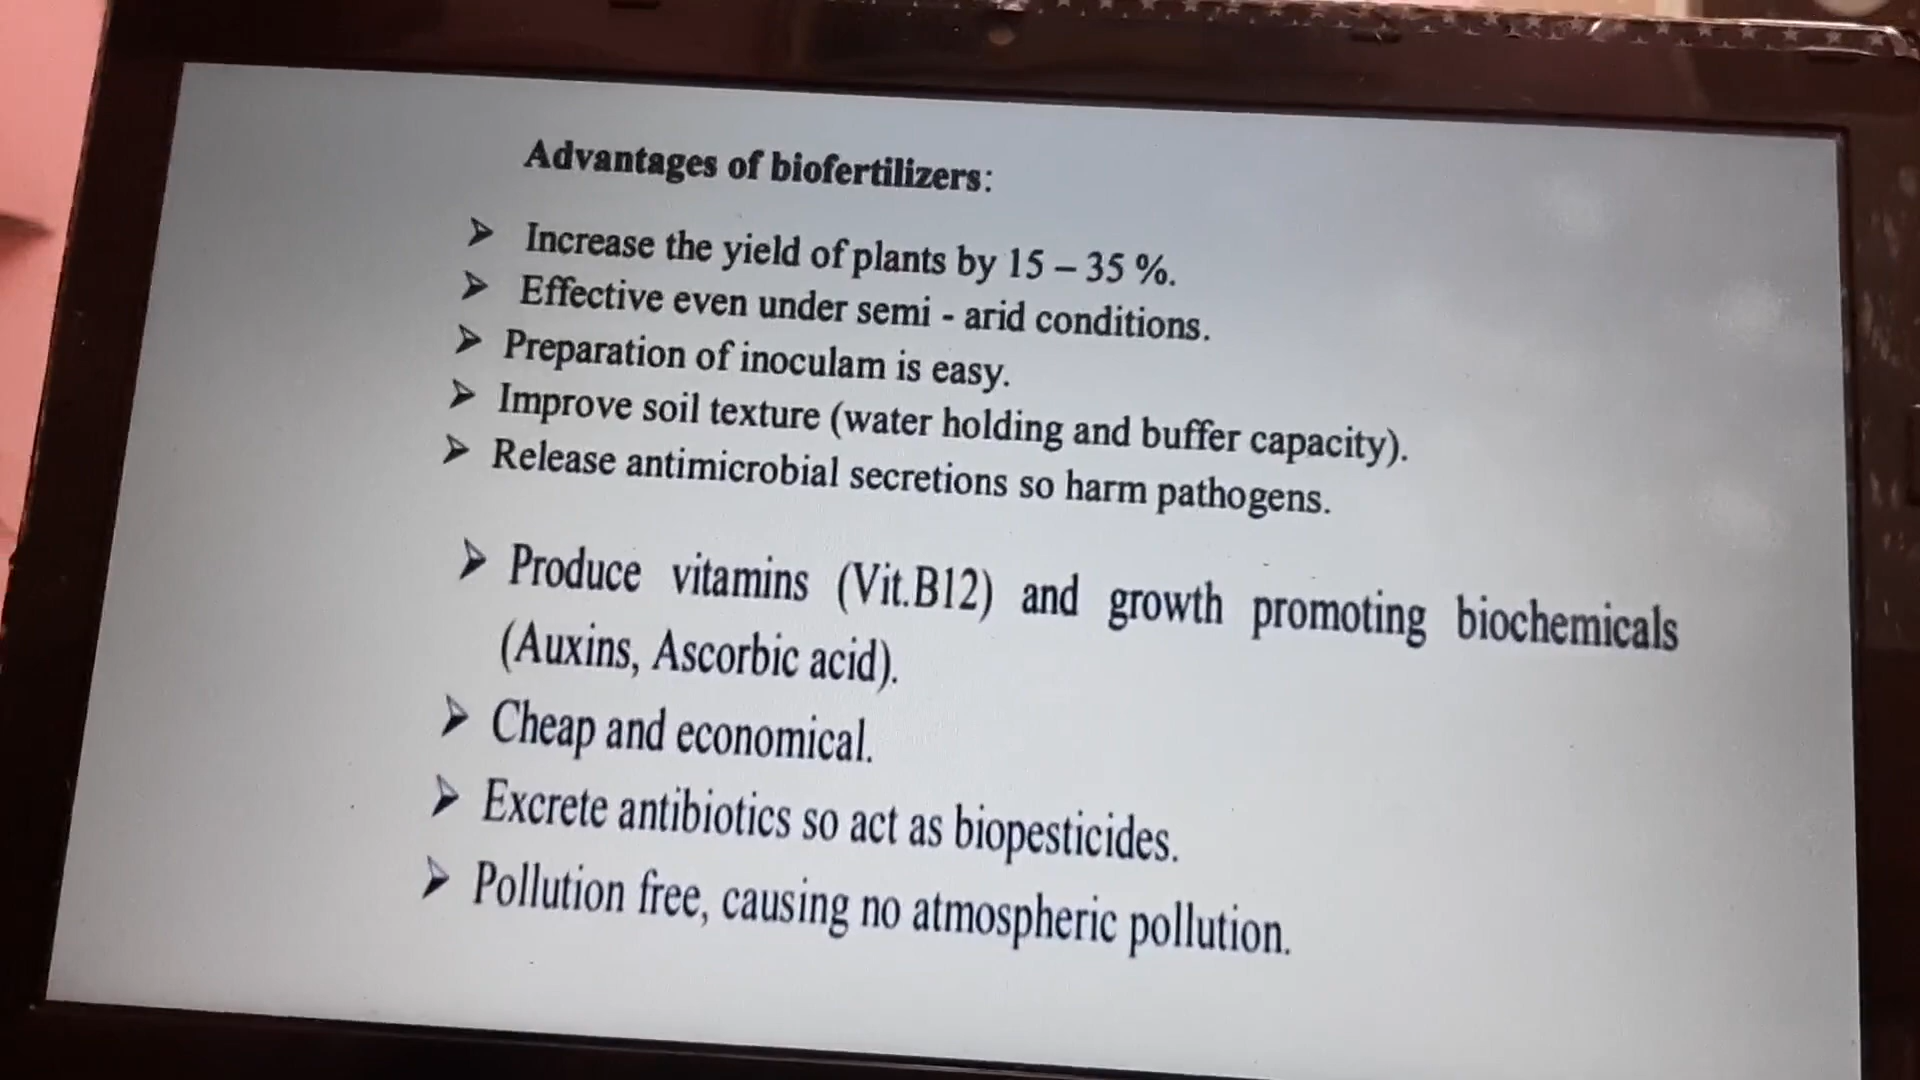 Advantages of biofertilizers:
➢ Increase the yield of plants by 15 – 35 %.
➢ Effective even under semi - arid conditions.
➢ Preparation of inoculam is easy.
➢ Improve soil texture (water holding and buffer capacity).
➢ Release antimicrobial secretions so harm pathogens.
➢ Produce vitamins (Vit.B12) and growth promoting biochemicals
(Auxins, Ascorbic acid).
➢ Cheap and economical.
➢ Excrete antibiotics so act as biopesticides.
➢ Pollution free, causing no atmospheric pollution.